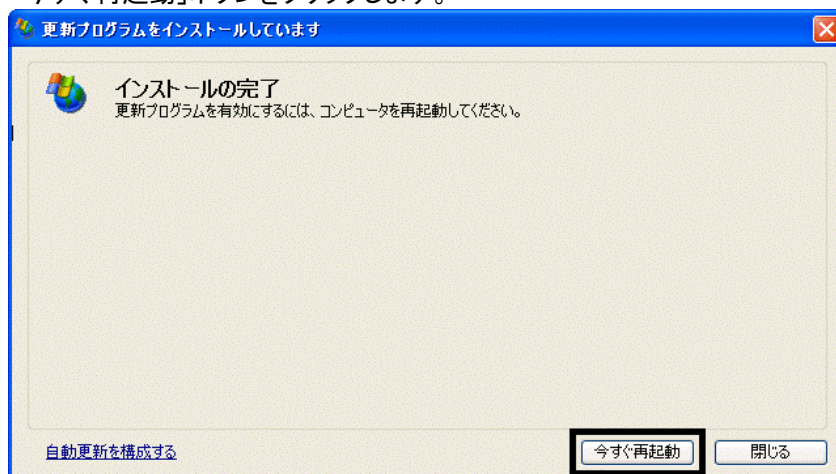 再起動」ボタンをクリックします。
更新プログラムをインストールしています
インストールの完了
更新プログラムを有効にするには、コンピュータを再起動してください。
自動更新を構成する
今すぐ再起動
閉じる